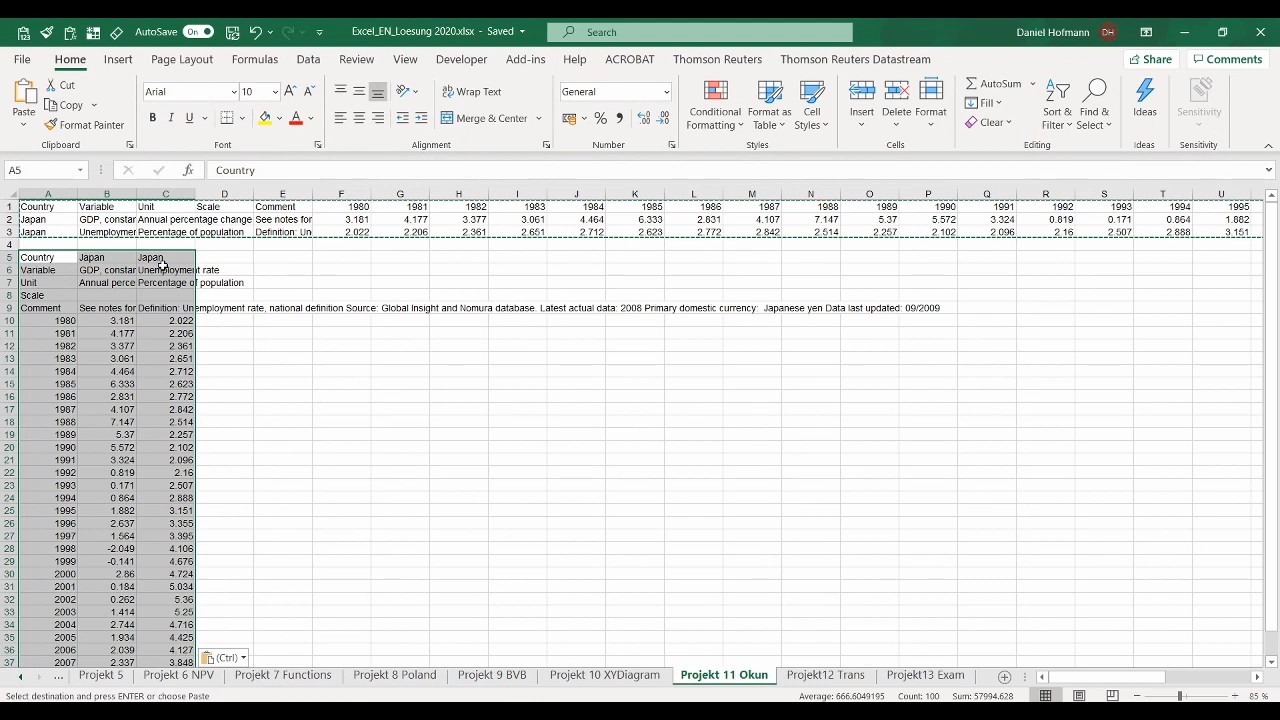 AutoSave On Excel_EN_Loesung 2020.xlsx - Saved Search Daniel Hofmann DH
File Home Insert Page Layout Formulas Data Review View Developer Add-ins Help ACROBAT Thomson Reuters Thomson Reuters Datastream Share Comments
Paste Cut Copy Format Painter Arial 10 Wrap Text Merge & Center General Conditional Formatting Format as Table Cell Styles Insert Delete Format AutoSum Fill Clear Sort & Filter Find & Select Ideas Sensitivity
Clipboard Font Alignment Number Styles Cells Editing Ideas Sensitivity
A5 fx Country
A B C D E F G H I J K L M N O P Q R S T U
1 Country Variable Unit Scale Comment 1980 1981 1982 1983 1984 1985 1986 1987 1988 1989 1990 1991 1992 1993 1994 1995
2 Japan GDP, constan Annual percentage change See notes for 3.181 4.177 3.377 3.061 4.464 6.333 2.831 4.107 7.147 5.37 5.572 3.324 0.819 0.171 0.864 1.882
3 Japan Unemploymen Percentage of population Definition: Un 2.022 2.206 2.361 2.651 2.712 2.623 2.772 2.842 2.514 2.257 2.102 2.096 2.16 2.507 2.888 3.151
4
5 Country Japan Japan
6 Variable GDP, constan Unemployment rate
7 Unit Annual perce Percentage of population
8 Scale
9 Comment See notes for Definition: Unemployment rate, national definition Source: Global Insight and Nomura database. Latest actual data: 2008 Primary domestic currency: Japanese yen Data last updated: 09/2009
10 1980 3.181 2.022
11 1981 4.177 2.206
12 1982 3.377 2.361
13 1983 3.061 2.651
14 1984 4.464 2.712
15 1985 6.333 2.623
16 1986 2.831 2.772
17 1987 4.107 2.842
18 1988 7.147 2.514
19 1989 5.37 2.257
20 1990 5.572 2.102
21 1991 3.324 2.096
22 1992 0.819 2.16
23 1993 0.171 2.507
24 1994 0.864 2.888
25 1995 1.882 3.151
26 1996 2.637 3.355
27 1997 1.564 3.395
28 1998 -2.049 4.106
29 1999 -0.141 4.676
30 2000 2.86 4.724
31 2001 0.184 5.034
32 2002 0.262 5.36
33 2003 1.414 5.25
34 2004 2.744 4.716
35 2005 1.934 4.425
36 2006 2.039 4.127 (Ctrl)
37 2007 2.337 3.848
... Projekt 5 Projekt 6 NPV Projekt 7 Functions Projekt 8 Poland Projekt 9 BVB Projekt 10 XYDiagram Projekt 11 Okun Projekt12 Trans Projekt13 Exam
Select destination and press ENTER or choose Paste Average: 666.6049195 Count: 100 Sum: 57994.628 85 %